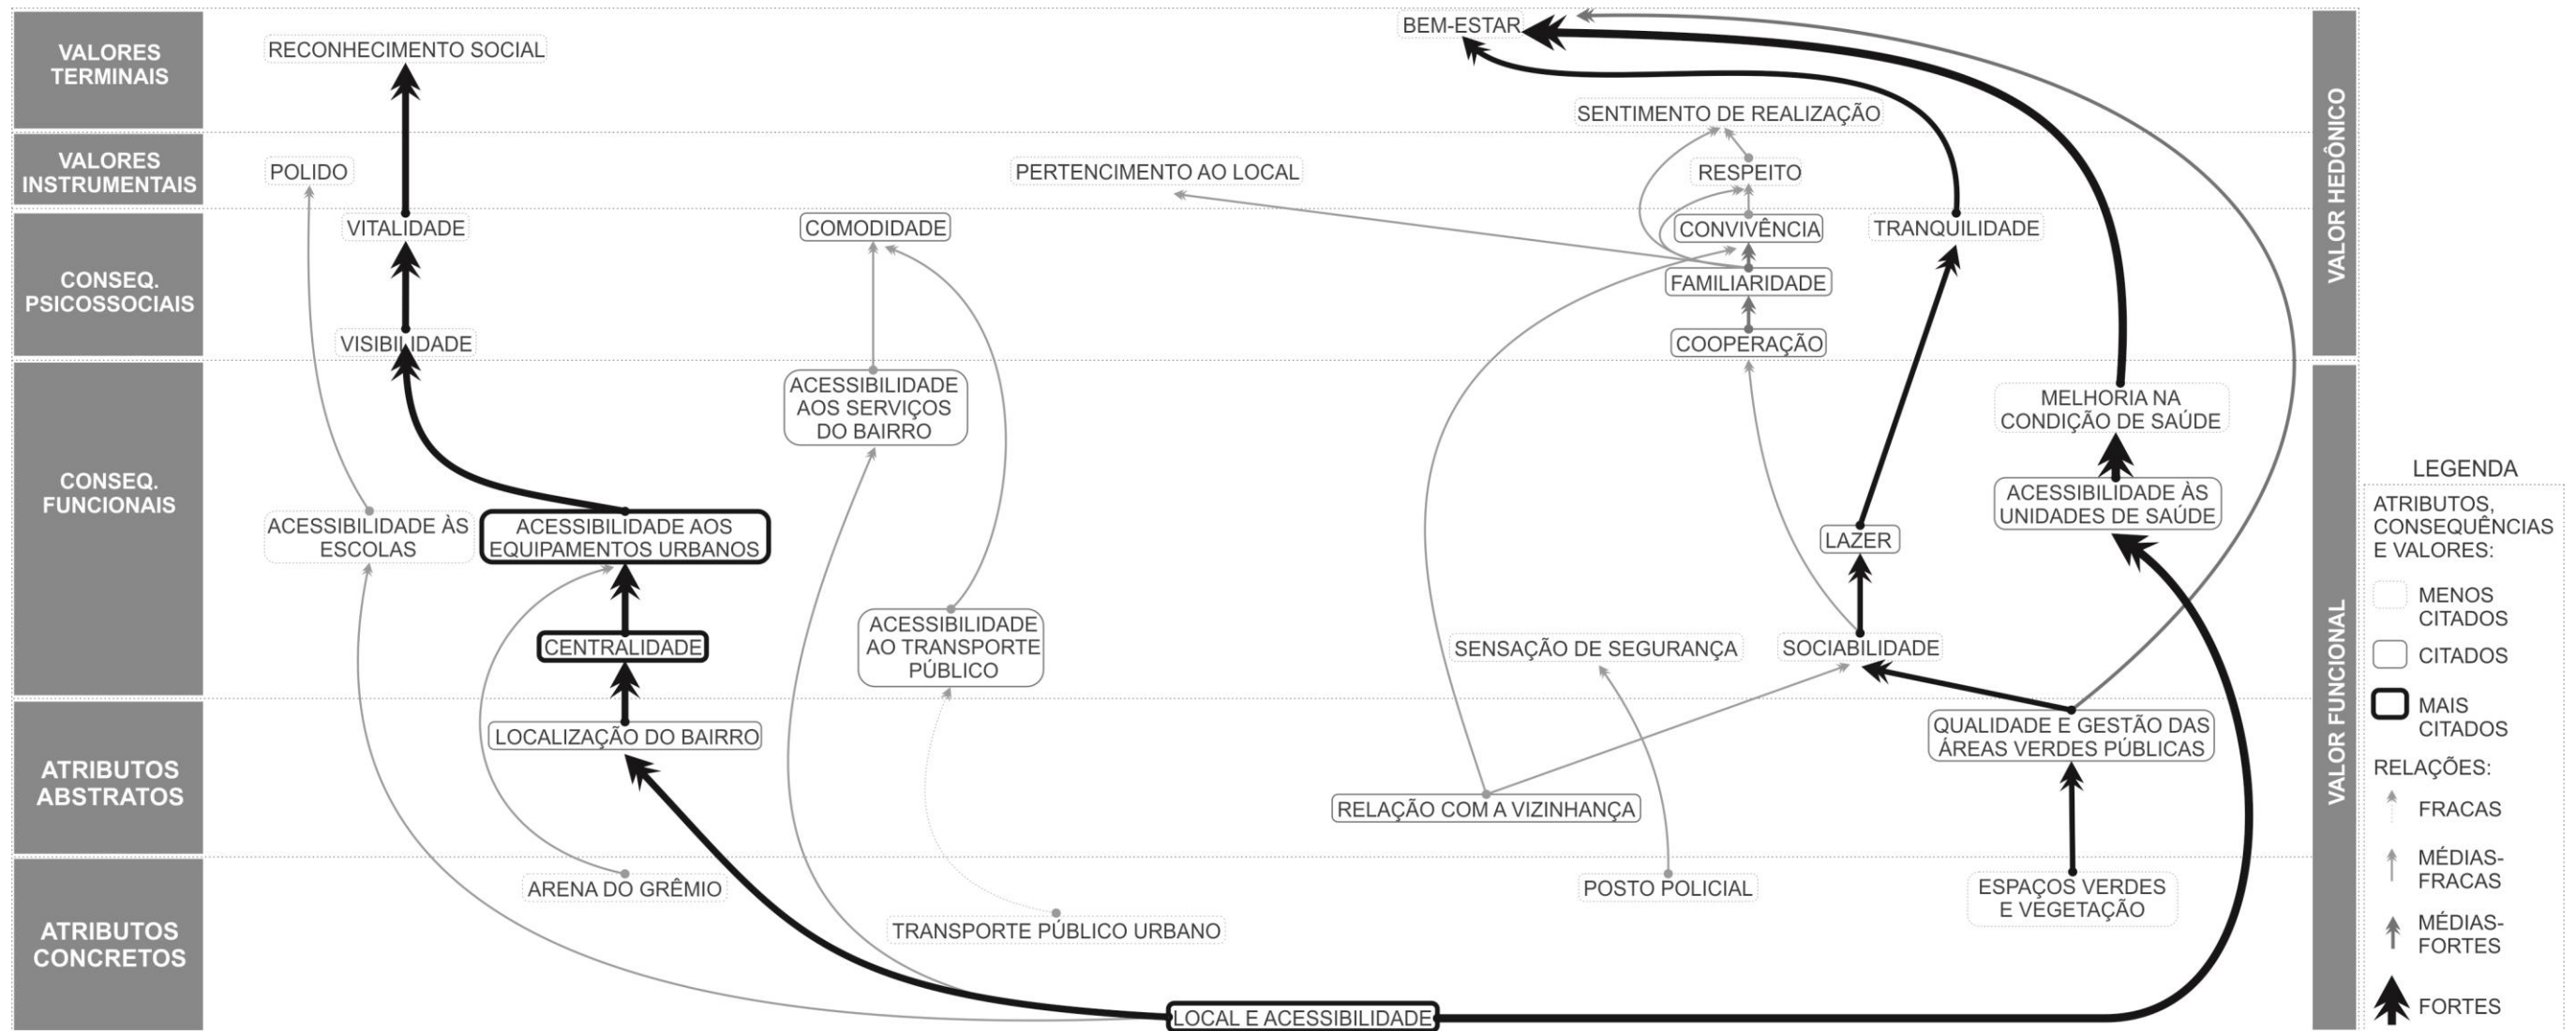 VALORES
TERMINAIS
RECONHECIMENTO SOCIAL
BEM-ESTAR
SENTIMENTO DE REALIZAÇÃO
VALORES
INSTRUMENTAIS
POLIDO
PERTENCIMENTO AO LOCAL
RESPEITO
VALOR HEDÔNICO
CONSEQ.
PSICOSSOCIAIS
VITALIDADE
COMODIDADE
CONVIVÊNCIA
TRANQUILIDADE
FAMILIARIDADE
VISIBILIDADE
COOPERAÇÃO
CONSEQ.
FUNCIONAIS
ACESSIBILIDADE
AOS SERVIÇOS
DO BAIRRO
MELHORIA NA
CONDIÇÃO DE SAÚDE
ACESSIBILIDADE ÀS
UNIDADES DE SAÚDE
ACESSIBILIDADE ÀS
ESCOLAS
ACESSIBILIDADE AOS
EQUIPAMENTOS URBANOS
LAZER
CENTRALIDADE
ACESSIBILIDADE
AO TRANSPORTE
PÚBLICO
SENSAÇÃO DE SEGURANÇA
SOCIABILIDADE
VALOR FUNCIONAL
ATRIBUTOS
ABSTRATOS
LOCALIZAÇÃO DO BAIRRO
QUALIDADE E GESTÃO DAS
ÁREAS VERDES PÚBLICAS
RELAÇÃO COM A VIZINHANÇA
ATRIBUTOS
CONCRETOS
ARENA DO GRÊMIO
TRANSPORTE PÚBLICO URBANO
POSTO POLICIAL
ESPAÇOS VERDES
E VEGETAÇÃO
LOCAL E ACESSIBILIDADE
LEGENDA
ATRIBUTOS,
CONSEQUÊNCIAS
E VALORES:
MENOS
CITADOS
CITADOS
MAIS
CITADOS
RELAÇÕES:
FRACAS
MÉDIAS-
FRACAS
MÉDIAS-
FORTES
FORTES